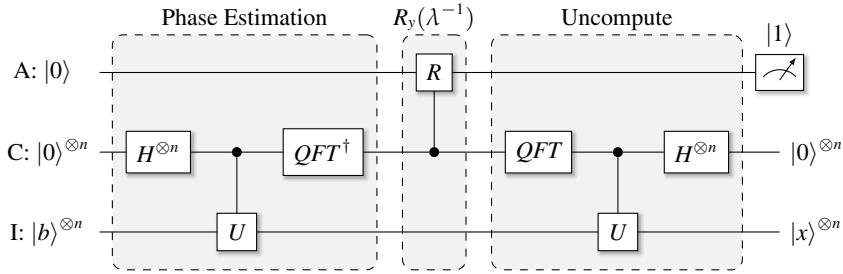 Phase Estimation R_y(λ^{-1}) Uncompute
|1⟩
A: |0⟩ R
C: |0⟩^{⊗n} H^{⊗n} QFT^† QFT H^{⊗n} |0⟩^{⊗n}
I: |b⟩^{⊗n} U U |x⟩^{⊗n}